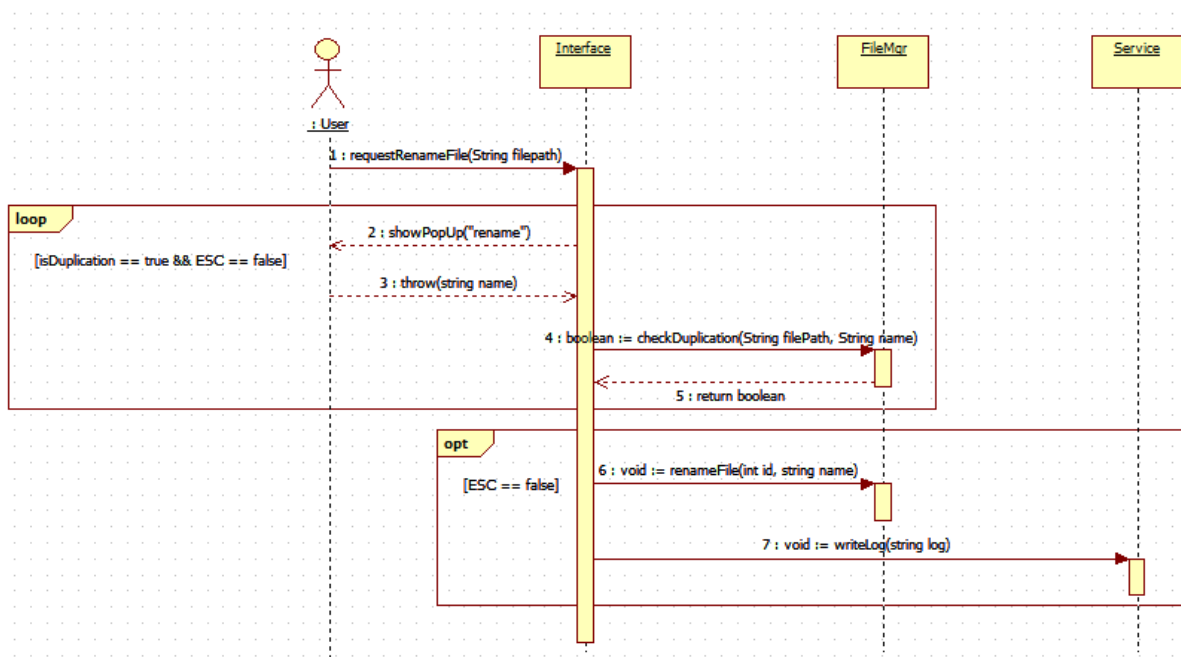 Interface
FileMgr
Service
: User
1 : requestRenameFile(String filepath)
loop
2 : showPopUp("rename")
[isDuplication == true && ESC == false]
3 : throw(string name)
4 : boolean := checkDuplication(String filePath, String name)
5 : return boolean
opt
6 : void := renameFile(int id, string name)
[ESC == false]
7 : void := writeLog(string log)